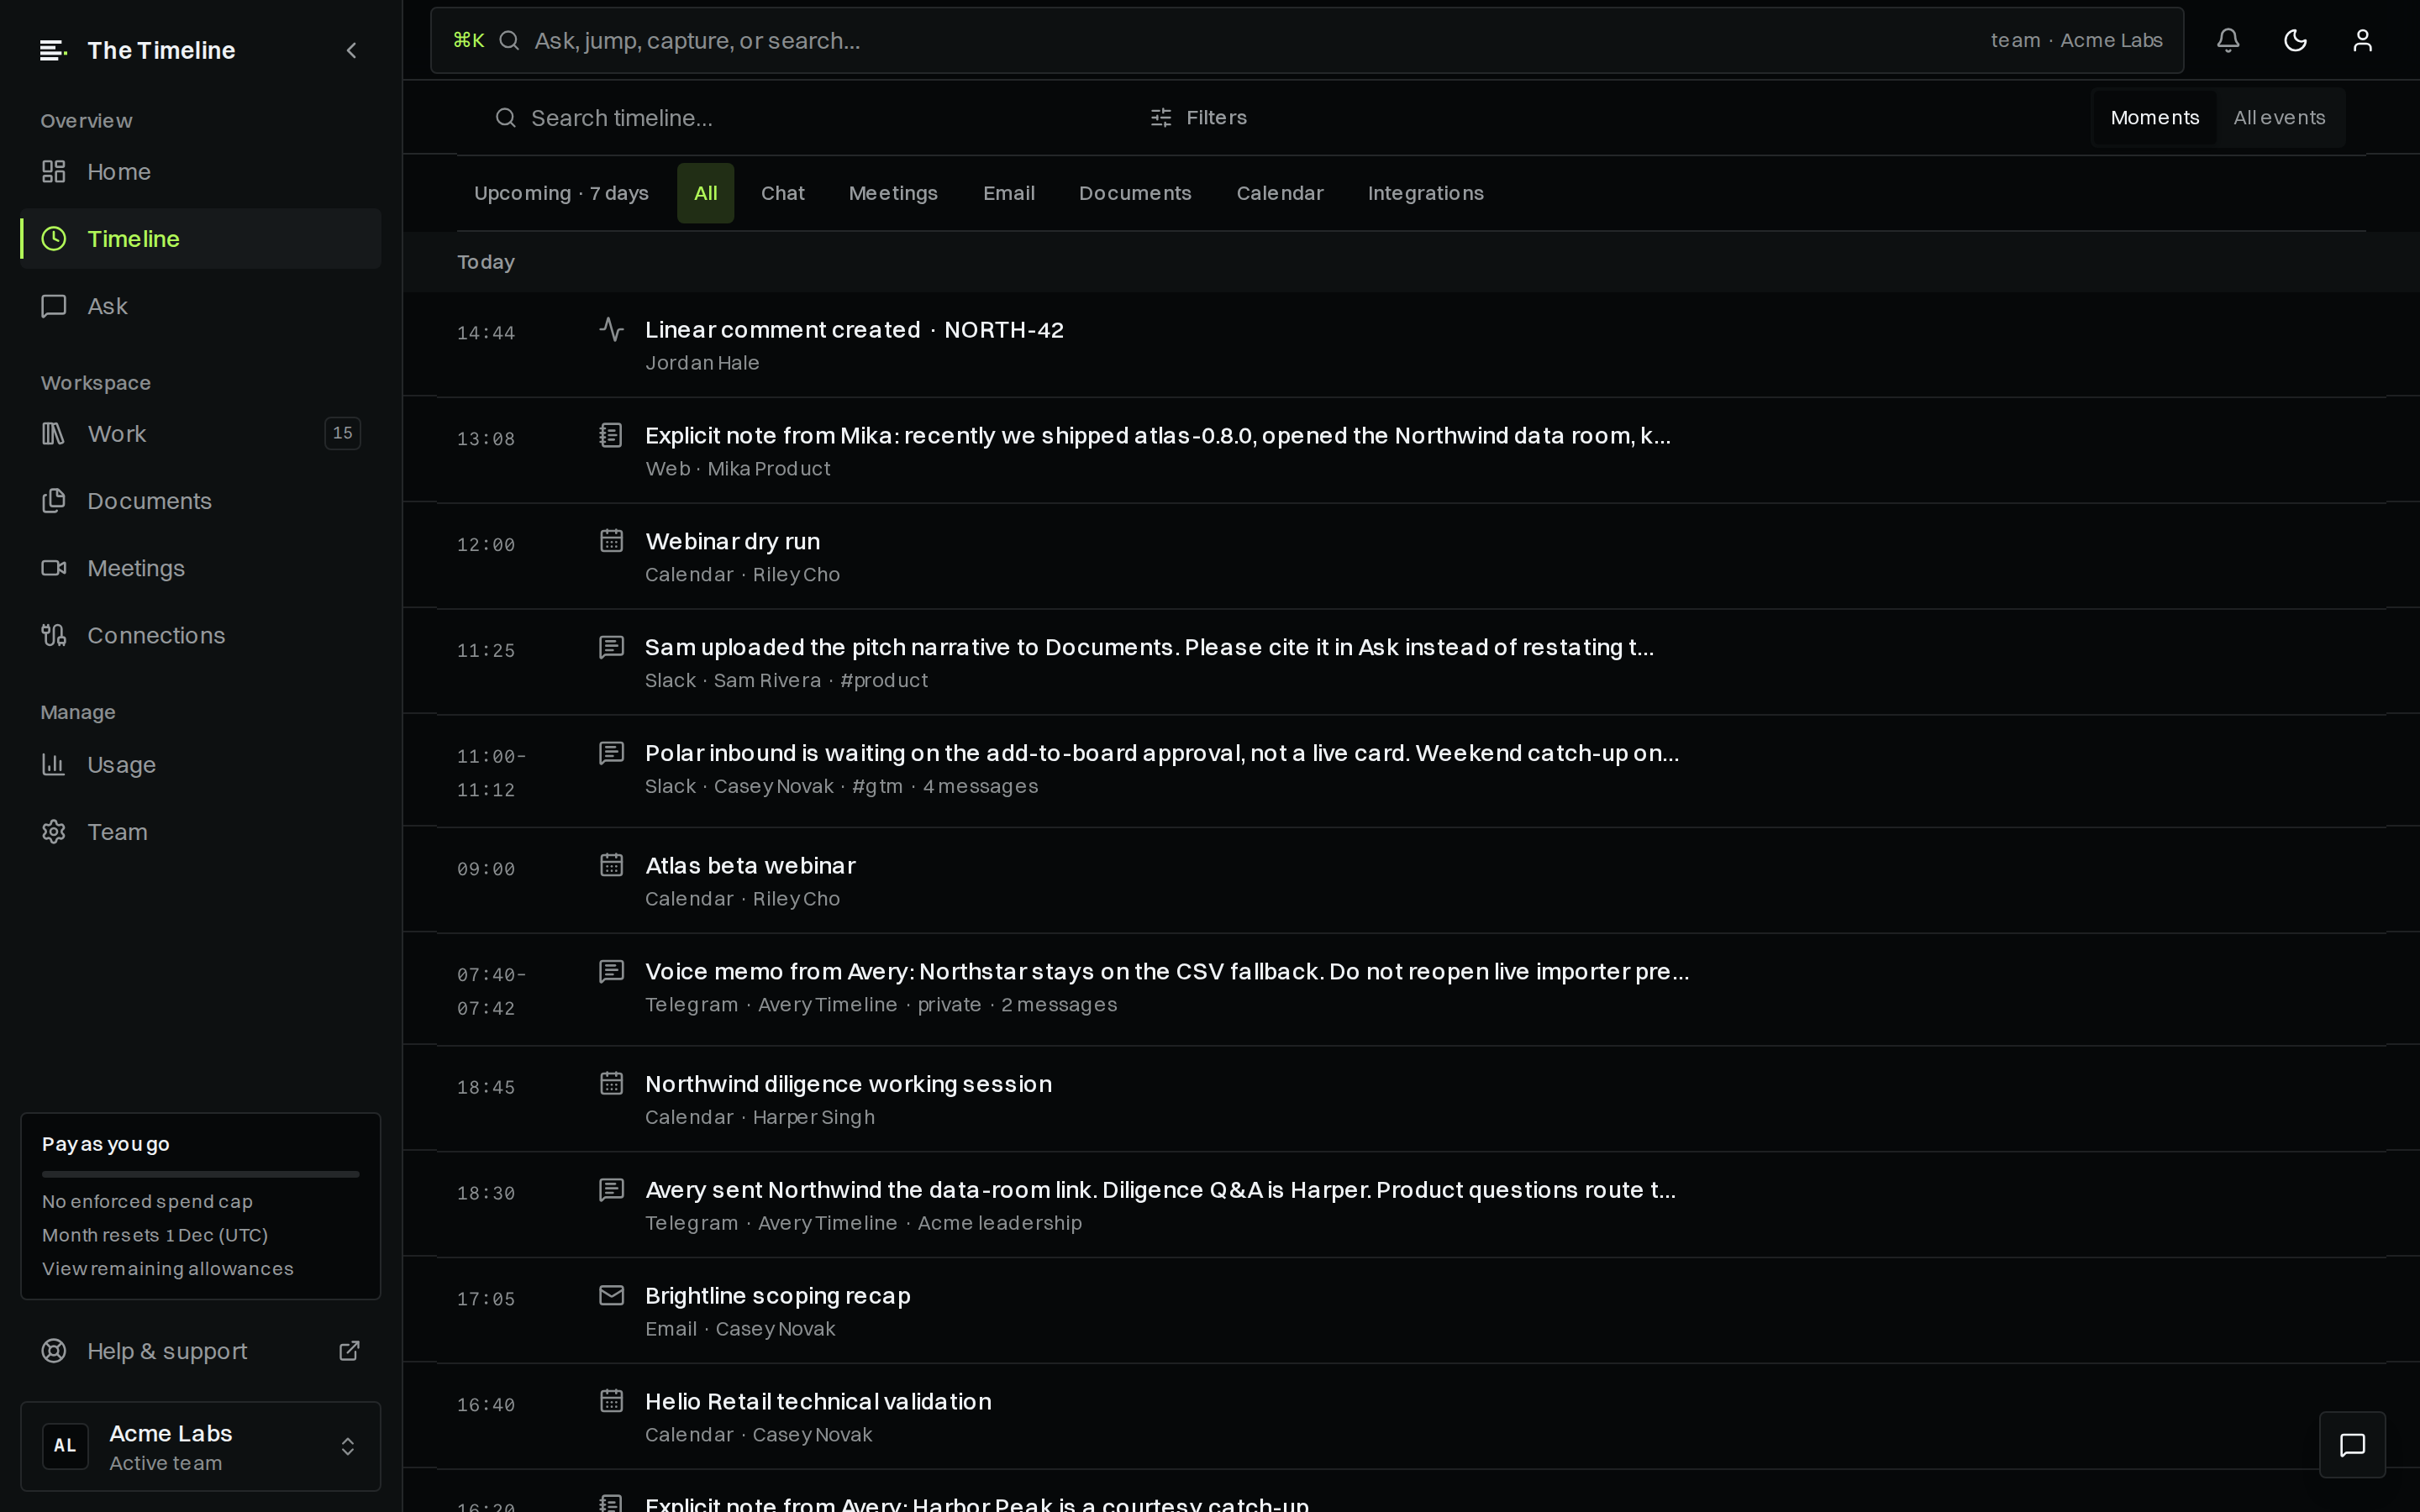 The Timeline
Overview
Home
Timeline
Ask
Workspace
Work 15
Documents
Meetings
Connections
Manage
Usage
Team
Pay as you go
No enforced spend cap
Month resets 1 Dec (UTC)
View remaining allowances
Help & support
AL
Acme Labs
Active team
⌘K Ask, jump, capture, or search... team · Acme Labs
Search timeline... Filters Moments All events
Upcoming · 7 days All Chat Meetings Email Documents Calendar Integrations
Today
14:44 Linear comment created · NORTH-42
Jordan Hale
13:08 Explicit note from Mika: recently we shipped atlas-0.8.0, opened the Northwind data room, k...
Web · Mika Product
12:00 Webinar dry run
Calendar · Riley Cho
11:25 Sam uploaded the pitch narrative to Documents. Please cite it in Ask instead of restating t...
Slack · Sam Rivera · #product
11:00– Polar inbound is waiting on the add-to-board approval, not a live card. Weekend catch-up on...
11:12 Slack · Casey Novak · #gtm · 4 messages
09:00 Atlas beta webinar
Calendar · Riley Cho
07:40– Voice memo from Avery: Northstar stays on the CSV fallback. Do not reopen live importer pre...
07:42 Telegram · Avery Timeline · private · 2 messages
18:45 Northwind diligence working session
Calendar · Harper Singh
18:30 Avery sent Northwind the data-room link. Diligence Q&A is Harper. Product questions route t...
Telegram · Avery Timeline · Acme leadership
17:05 Brightline scoping recap
Email · Casey Novak
16:40 Helio Retail technical validation
Calendar · Casey Novak
16:20 Explicit note from Avery: Harbor Peak is a courtesy catch-up